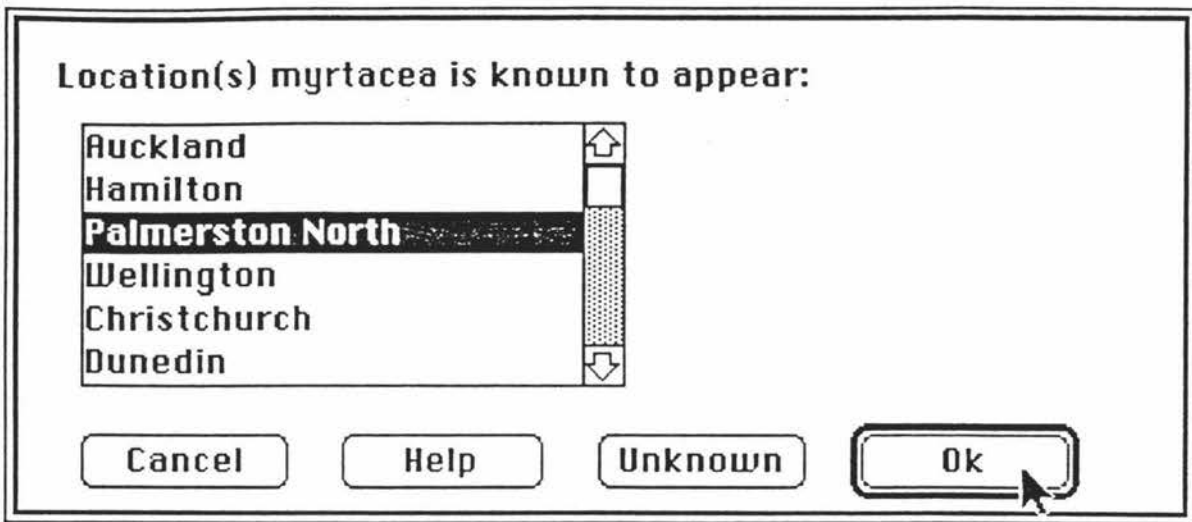 Location(s) myrtacea is known to appear:
Auckland
Hamilton
Palmerston North
Wellington
Christchurch
Dunedin
Cancel Help Unknown Ok